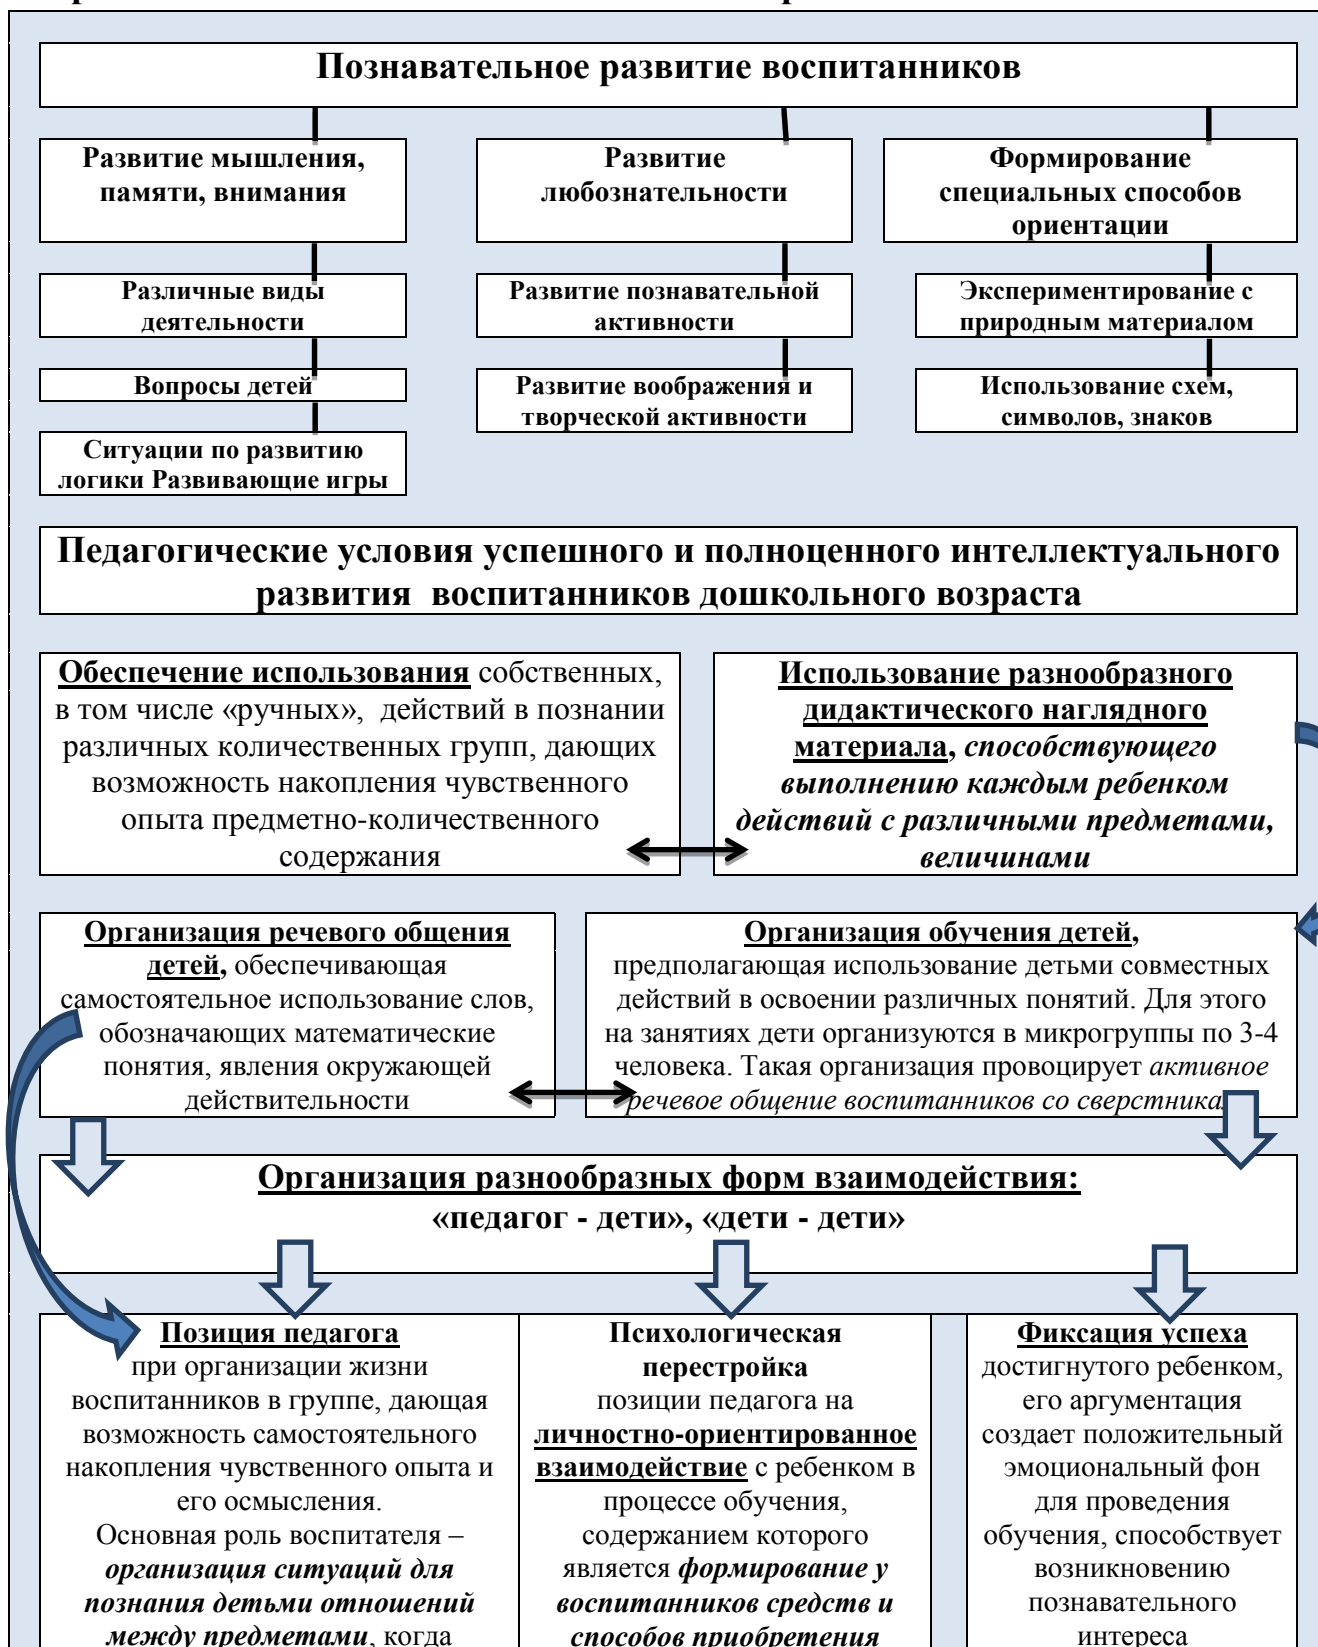 Познавательное развитие воспитанников
Развитие мышления,
памяти, внимания
Развитие
любознательности
Формирование
специальных способов
ориентации
Различные виды
деятельности
Развитие познавательной
активности
Экспериментирование с
природным материалом
Вопросы детей
Развитие воображения и
творческой активности
Использование схем,
символов, знаков
Ситуации по развитию
логики Развивающие игры
Педагогические условия успешного и полноценного интеллектуального
развития воспитанников дошкольного возраста
Обеспечение использования собственных,
в том числе «ручных», действий в познании
различных количественных групп, дающих
возможность накопления чувственного
опыта предметно-количественного
содержания
Использование разнообразного
дидактического наглядного
материала, способствующего
выполнению каждым ребенком
действий с различными предметами,
величинами
Организация речевого общения
детей, обеспечивающая
самостоятельное использование слов,
обозначающих математические
понятия, явления окружающей
действительности
Организация обучения детей,
предполагающая использование детьми совместных
действий в освоении различных понятий. Для этого
на занятиях дети организуются в микрогруппы по 3-4
человека. Такая организация провоцирует активное
речевое общение воспитанников со
Организация разнообразных форм взаимодействия:
«педагог - дети», «дети - дети»
Позиция педагога
при организации жизни
воспитанников в группе, дающая
возможность самостоятельного
накопления чувственного опыта и
его осмысления.
Основная роль воспитателя –
организация ситуаций для
познания детьми отношений
между предметами, когда
Психологическая
перестройка
позиции педагога на
личностно-ориентированное
взаимодействие с ребенком в
процессе обучения,
содержанием которого
является формирование у
воспитанников средств и
способов приобретения
Фиксация успеха
достигнутого ребенком,
его аргументация
создает положительный
эмоциональный фон
для проведения
обучения, способствует
возникновению
познавательного
интереса